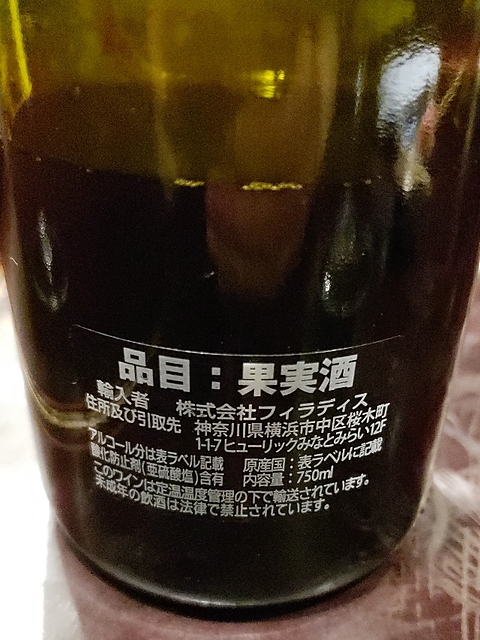 品目：果実酒
輸入者 株式会社フィラディス
住所及び引取先 神奈川県横浜市中区桜木町
1-1-7ヒューリックみなとみらい12F
アルコール分は表ラベル記載 原産国：表ラベルに記載
酸化防止剤(亜硫酸塩)含有 内容量：750ml
このワインは定温温度管理の下で輸送されています。
未成年の飲酒は法律で禁止されています。